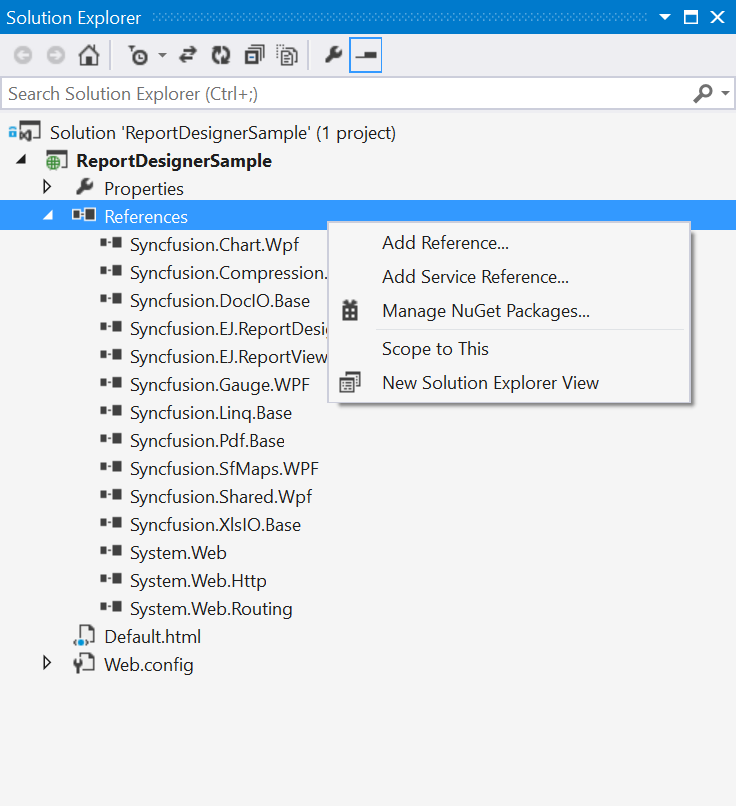 Solution Explorer
Search Solution Explorer (Ctrl+;)
Solution 'ReportDesignerSample' (1 project)
ReportDesignerSample
Properties
References
Syncfusion.Chart.Wpf
Syncfusion.Compression.
Syncfusion.DocIO.Base
Syncfusion.EJ.ReportDesi
Syncfusion.EJ.ReportView
Syncfusion.Gauge.WPF
Syncfusion.Linq.Base
Syncfusion.Pdf.Base
Syncfusion.SfMaps.WPF
Syncfusion.Shared.Wpf
Syncfusion.XlsIO.Base
System.Web
System.Web.Http
System.Web.Routing
Default.html
Web.config
Add Reference...
Add Service Reference...
Manage NuGet Packages...
Scope to This
New Solution Explorer View